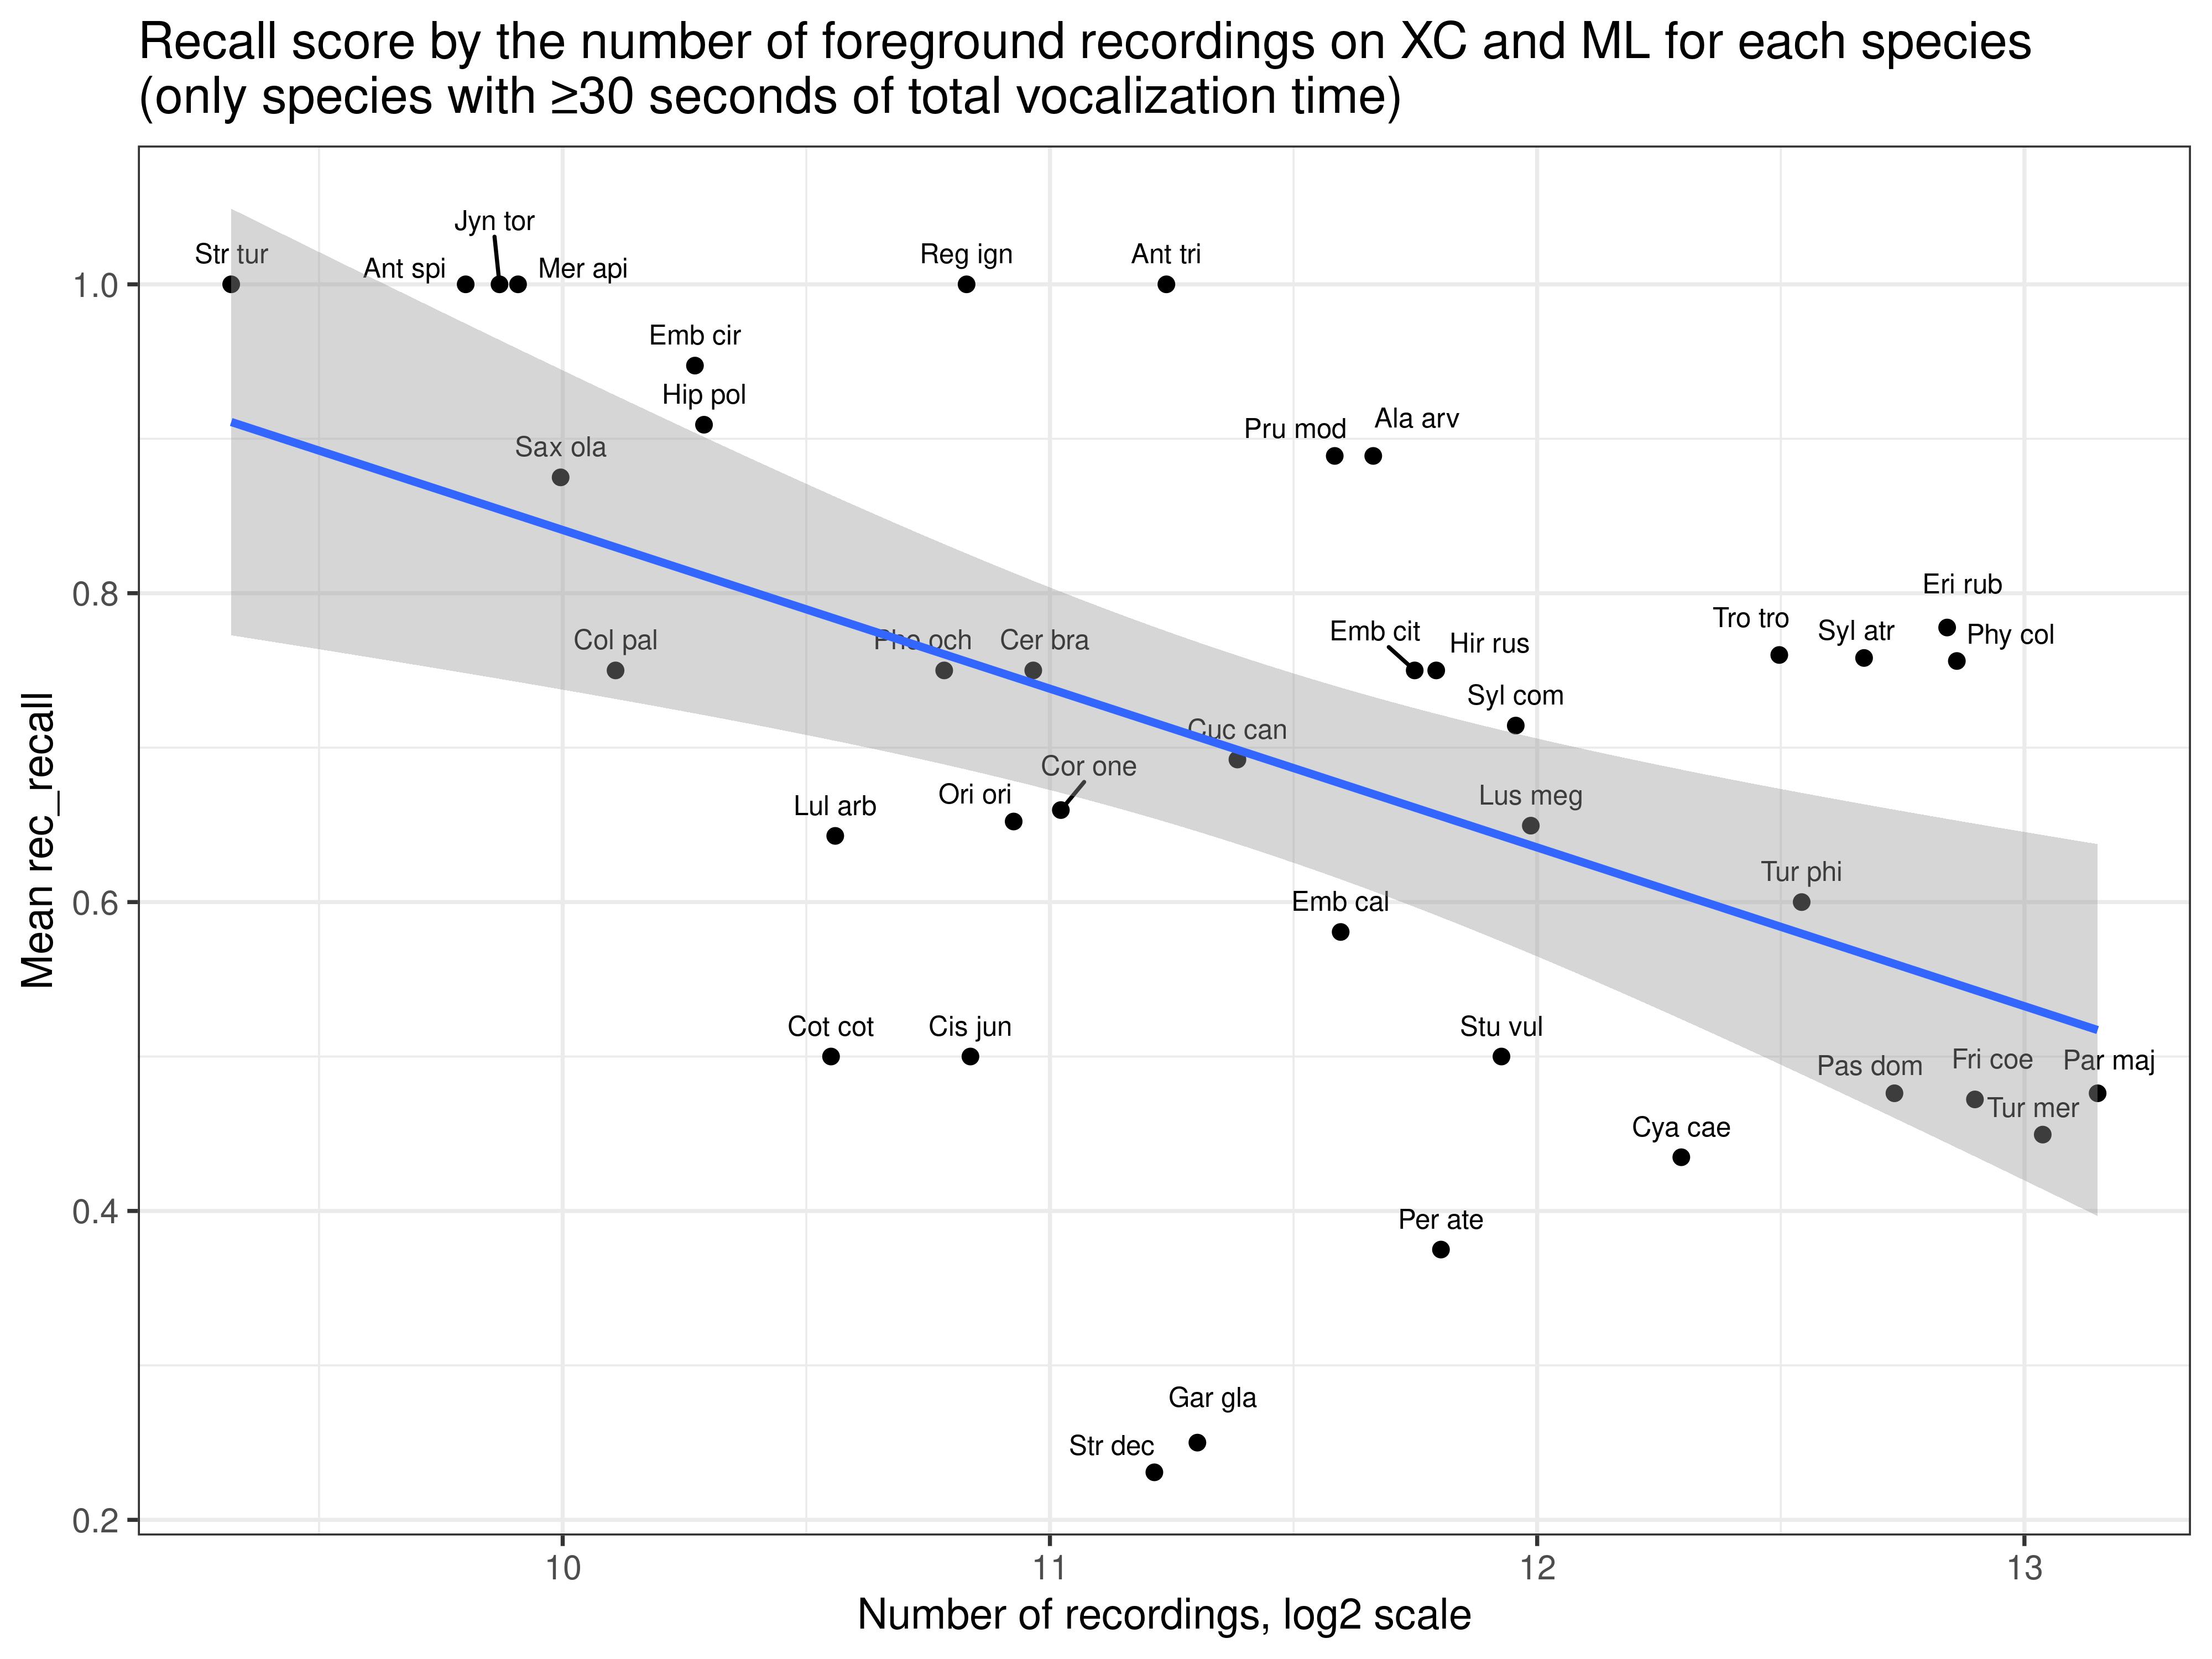 Recall score by the number of foreground recordings on XC and ML for each species
(only species with ≥30 seconds of total vocalization time)
Jyn tor
Str tur
Reg ign
Ant tri
Ant spi
Mer api
1.0
Emb cir
Hip pol
Ala arv
Pru mod
Sax ola
Eri rub
0.8
Tro tro
Syl atr
Phy col
Emb cit
Hir rus
Col pal
Pho och
Cer bra
Syl com
Cuc can
Cor one
Ori ori
Lus meg
Lul arb
Tur phi
Emb cal
0.6
Cot cot
Cis jun
Stu vul
Pas dom
Fri coe
Par maj
Tur mer
Cya cae
Per ate
0.4
Gar gla
Str dec
0.2
Mean rec_recall
10
11
12
13
Number of recordings, log2 scale